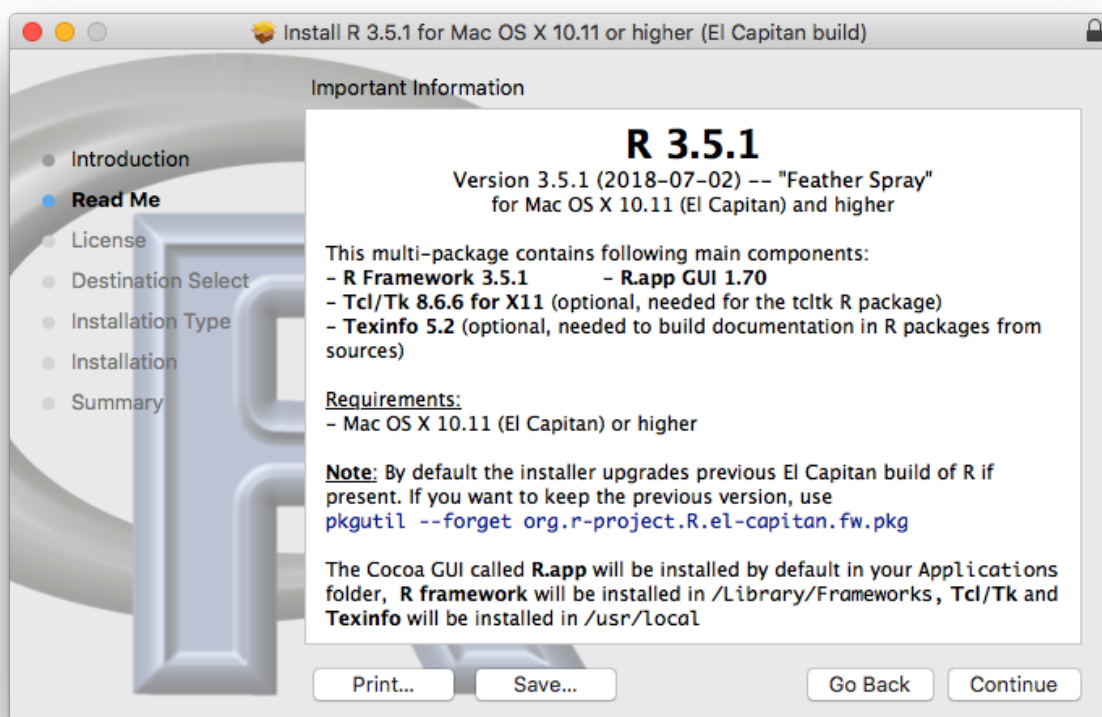 Install R 3.5.1 for Mac OS X 10.11 or higher (El Capitan build)
Important Information
Introduction
Read Me
License
Destination Select
Installation Type
Installation
Summary
R 3.5.1
Version 3.5.1 (2018-07-02) -- "Feather Spray"
for Mac OS X 10.11 (El Capitan) and higher
This multi-package contains following main components:
- R Framework 3.5.1 - R.app GUI 1.70
- Tcl/Tk 8.6.6 for X11 (optional, needed for the tcltk R package)
- Texinfo 5.2 (optional, needed to build documentation in R packages from
sources)
Requirements:
- Mac OS X 10.11 (El Capitan) or higher
Note: By default the installer upgrades previous El Capitan build of R if
present. If you want to keep the previous version, use
pkgutil --forget org.r-project.R.el-capitan.fw.pkg
The Cocoa GUI called R.app will be installed by default in your Applications
folder, R framework will be installed in /Library/Frameworks, Tcl/Tk and
Texinfo will be installed in /usr/local
Print... Save... Go Back Continue